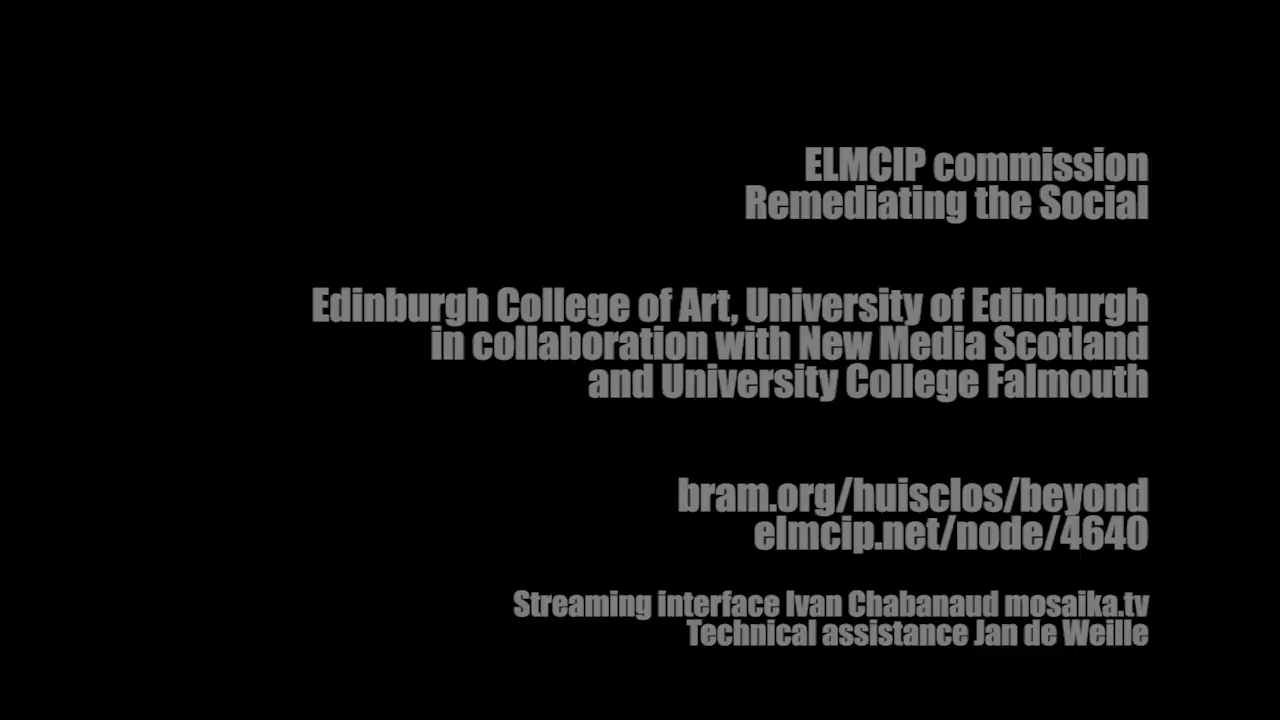 ELMCIP commission
Remediating the Social
Edinburgh College of Art, University of Edinburgh
in collaboration with New Media Scotland
and University College Falmouth
bram.org/huisclos/beyond
elmcip.net/node/4640
Streaming interface Ivan Chabanaud mosaika.tv
Technical assistance Jan de Weille